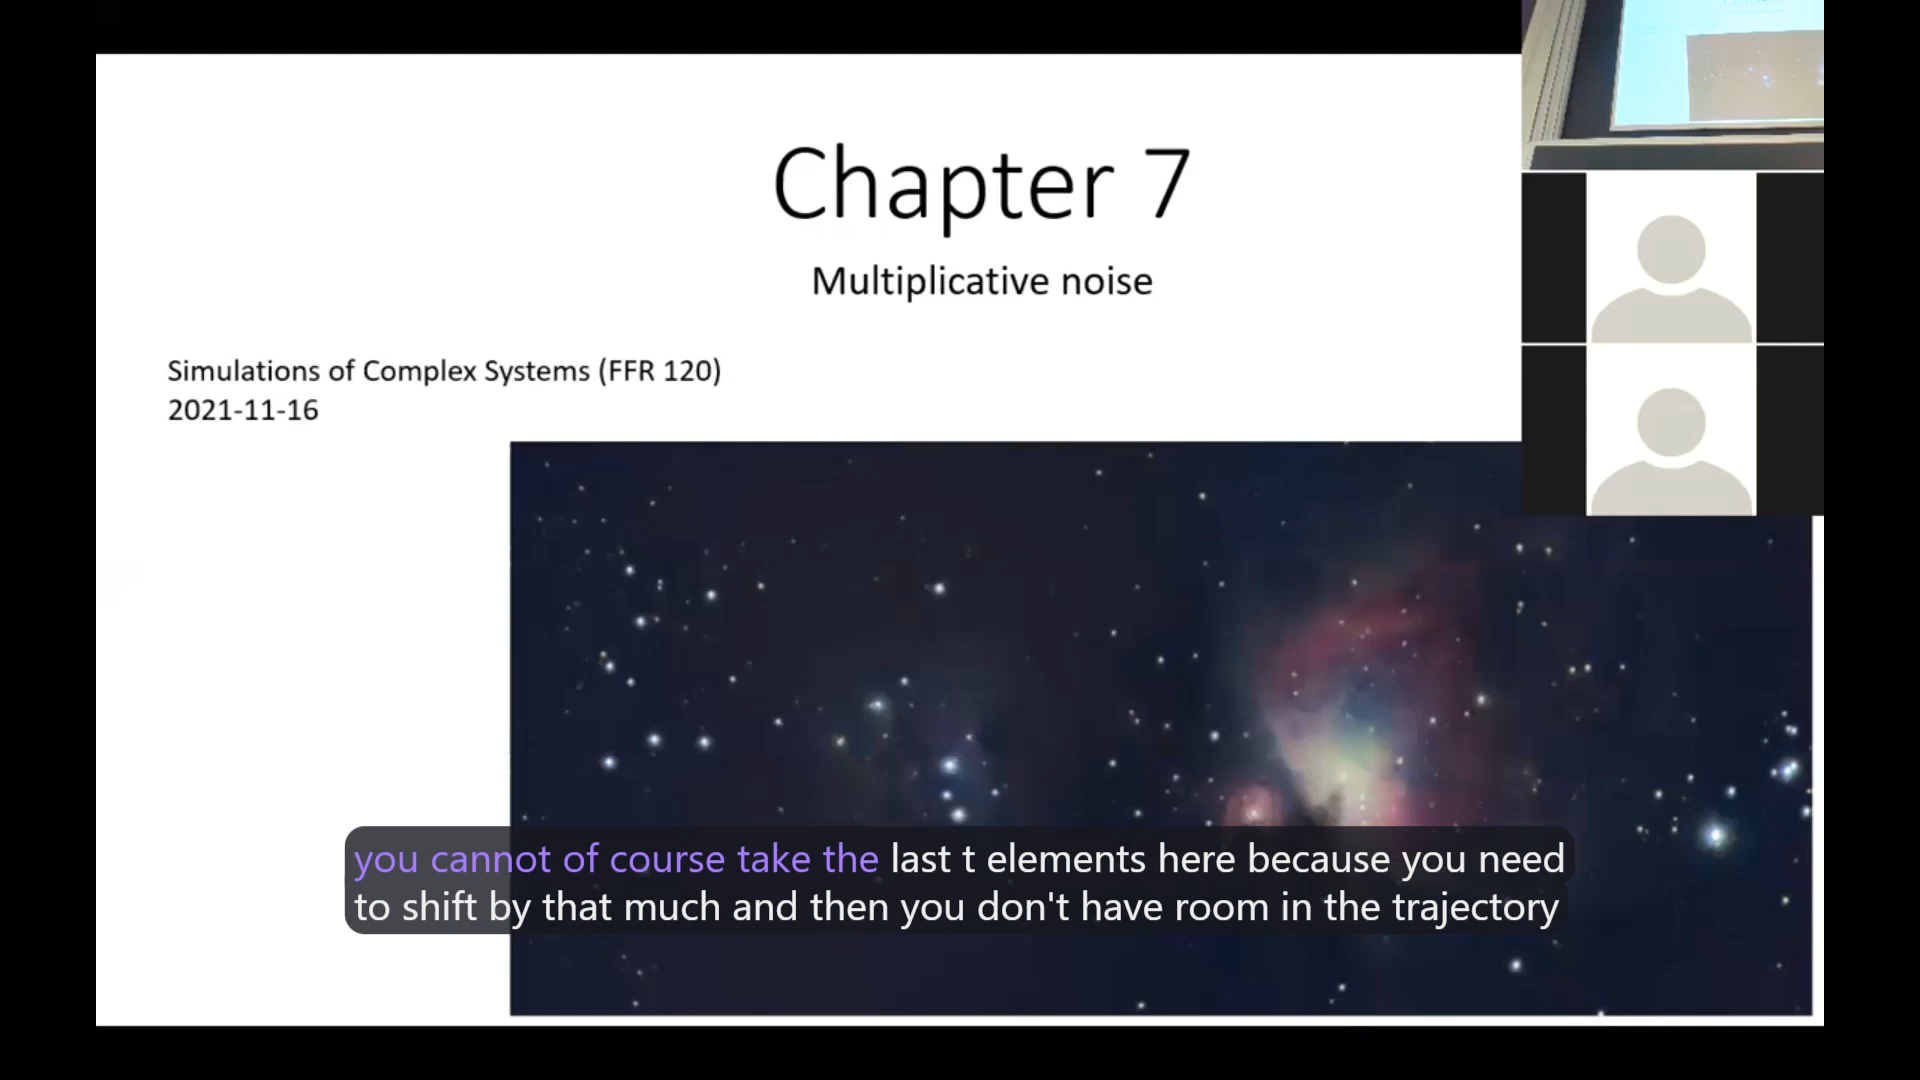 Chapter 7
Multiplicative noise
Simulations of Complex Systems (FFR 120)
2021-11-16
you cannot of course take the last t elements here because you need
to shift by that much and then you don't have room in the trajectory